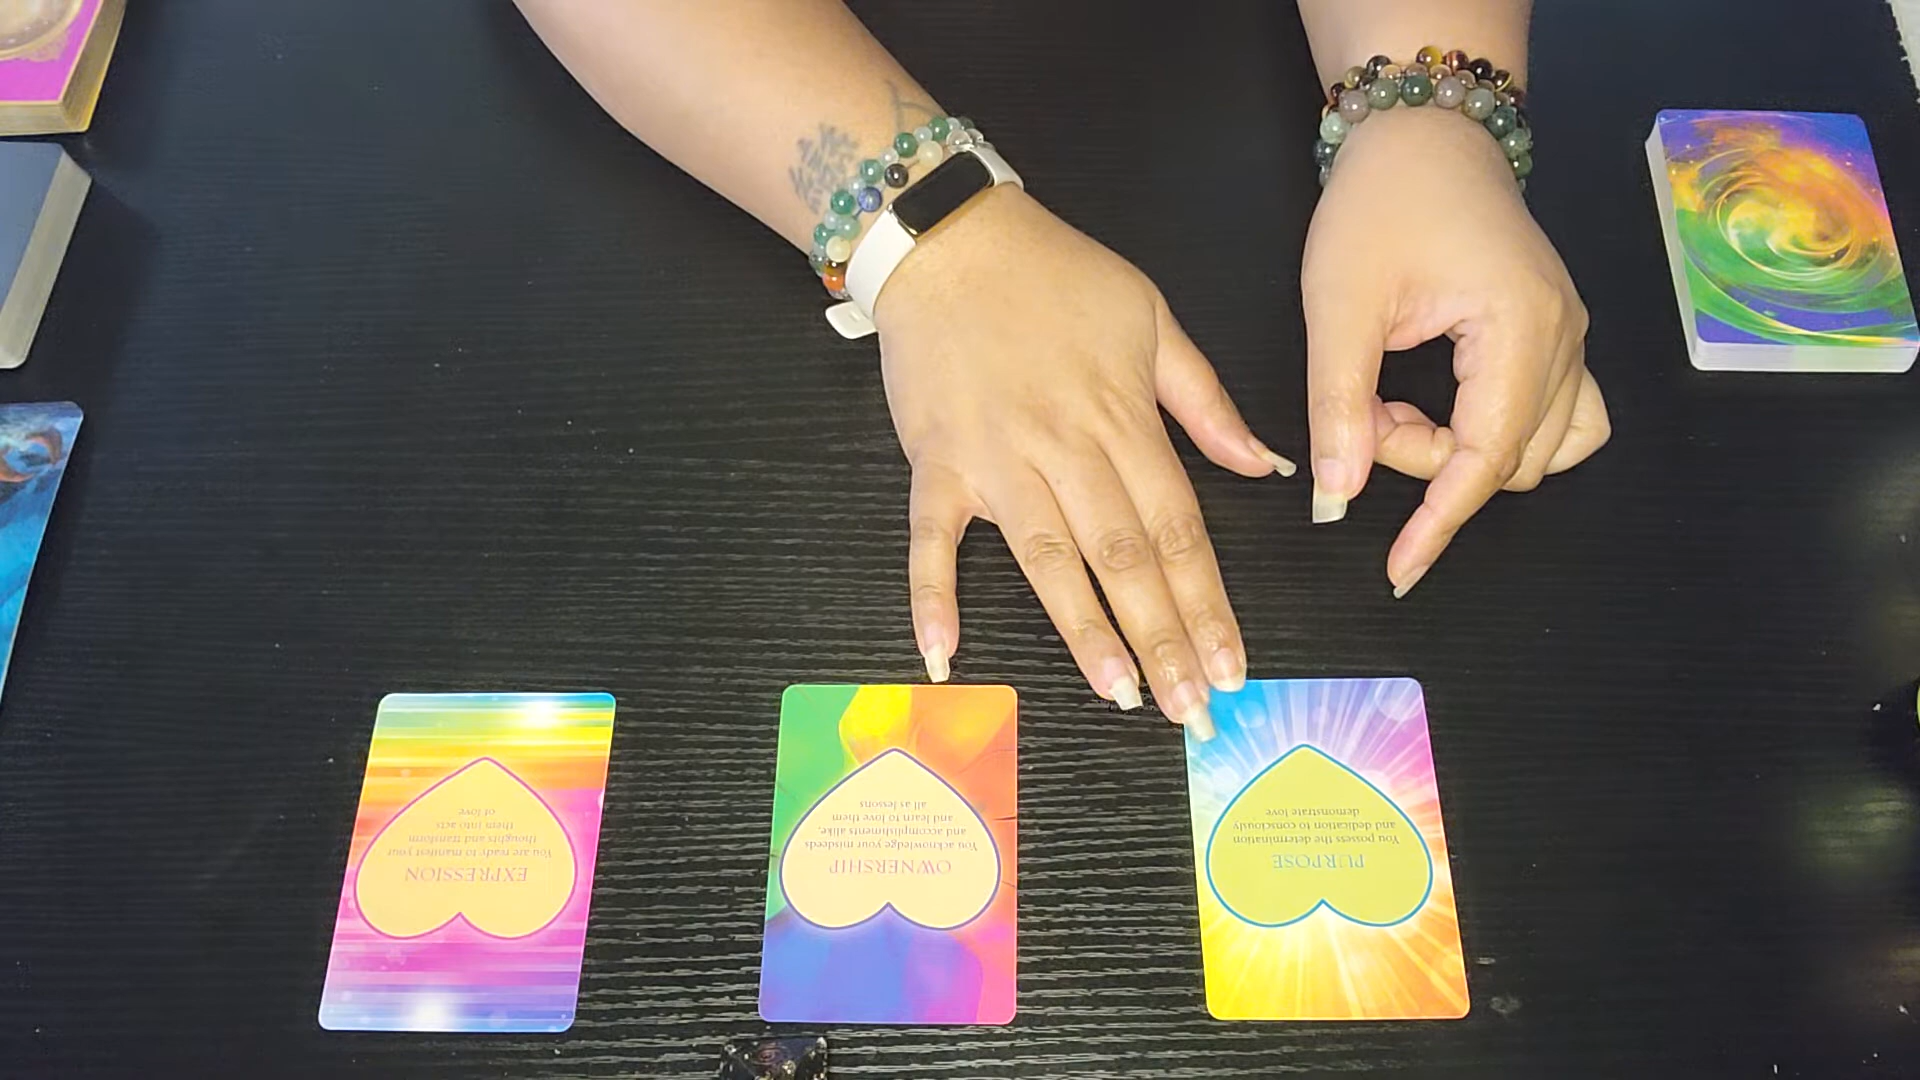 EXPRESSION
You are ready to manifest your
thoughts and transform
them into acts
of love
OWNERSHIP
You acknowledge your misdeeds
and accomplishments alike,
and learn to love them
all as lessons
PURPOSE
You possess the determination
and dedication to consciously
demonstrate love